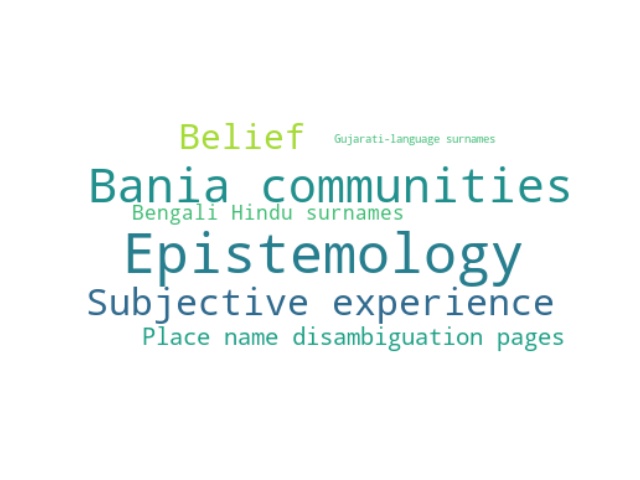 Belief
Gujarati-language surnames
Bania communities
Bengali Hindu surnames
Epistemology
Subjective experience
Place name disambiguation pages